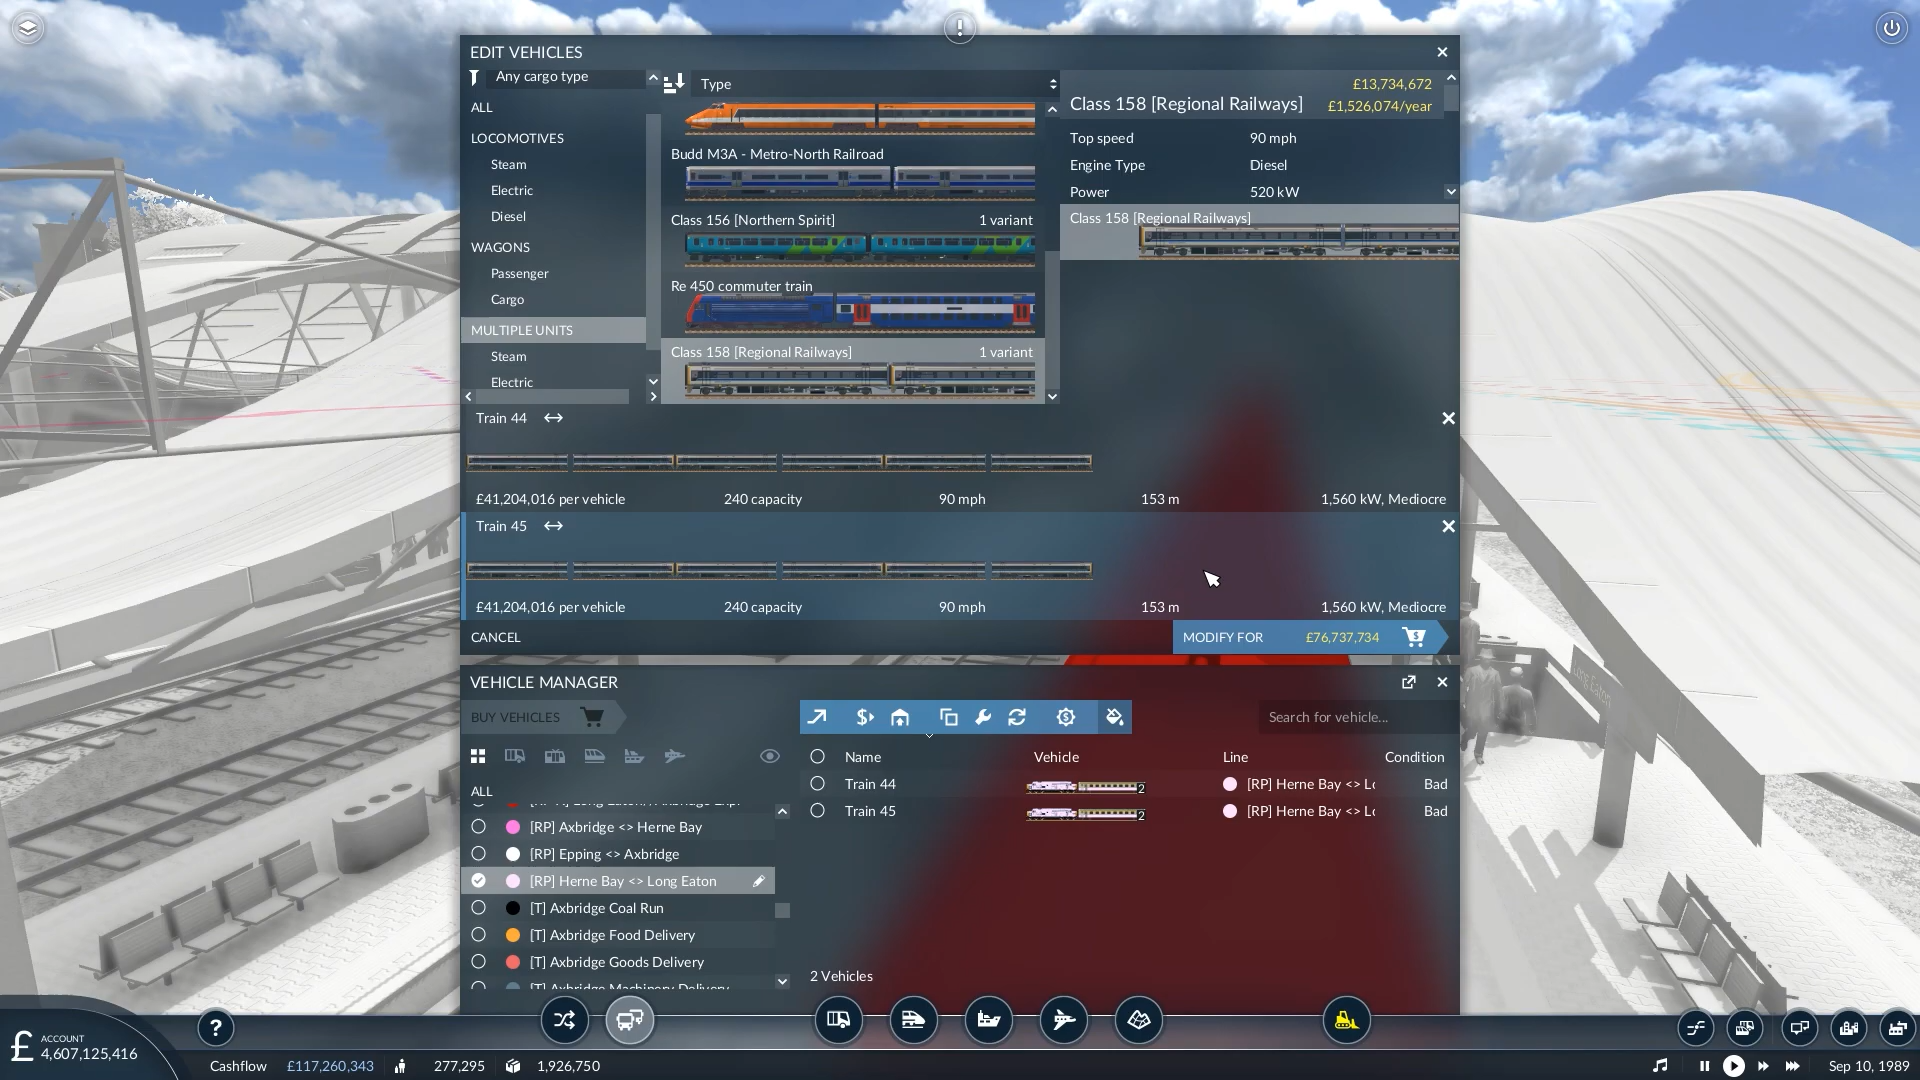 EDIT VEHICLES
Any cargo type
Type
ALL
LOCOMOTIVES
Steam
Electric
Diesel
WAGONS
Passenger
Cargo
MULTIPLE UNITS
Steam
Electric
Budd M3A - Metro-North Railroad
Class 156 [Northern Spirit] 1 variant
Re 450 commuter train
Class 158 [Regional Railways] 1 variant
£13,734,672
Class 158 [Regional Railways]
£1,526,074/year
Top speed 90 mph
Engine Type Diesel
Power 520 kW
Class 158 [Regional Railways]
Train 44
£41,204,016 per vehicle 240 capacity 90 mph 153 m 1,560 kW, Mediocre
Train 45
£41,204,016 per vehicle 240 capacity 90 mph 153 m 1,560 kW, Mediocre
CANCEL
MODIFY FOR £76,737,734
VEHICLE MANAGER
BUY VEHICLES
Search for vehicle...
ALL
[RP] Axbridge <> Herne Bay
[RP] Epping <> Axbridge
[RP] Herne Bay <> Long Eaton
[T] Axbridge Coal Run
[T] Axbridge Food Delivery
[T] Axbridge Goods Delivery
[T] Axbridge Machinery Delivery
Name Vehicle Line Condition
Train 44 2 [RP] Herne Bay <> Lo Bad
Train 45 2 [RP] Herne Bay <> Lo Bad
2 Vehicles
Long Eaton
?
£ ACCOUNT
4,607,125,416
Cashflow £117,260,343 277,295 1,926,750
Sep 10, 1989